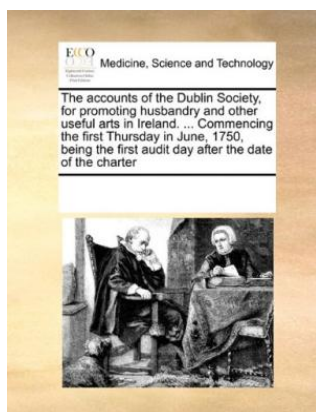 ECCO
Medicine, Science and Technology
The accounts of the Dublin Society,
for promoting husbandry and other
useful arts in Ireland. ... Commencing
the first Thursday in June, 1750,
being the first audit day after the date
of the charter